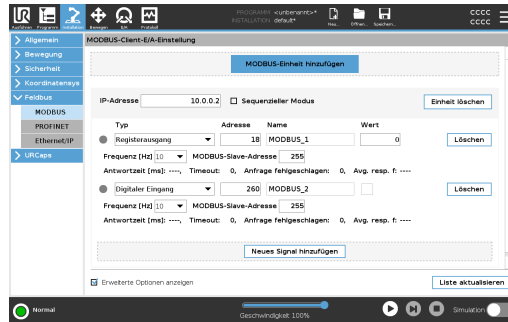 PROGRAMM <unbenannt>*
INSTALLATION default*
CCCC
CCCC
Ausführen Programm Installation Bewegen E/A Protokoll Neu... Öffnen... Speichern...
Allgemein
Bewegung
Sicherheit
Koordinatensys
Feldbus
MODBUS
PROFINET
Ethernet/IP
URCaps
MODBUS-Client-E/A-Einstellung
MODBUS-Einheit hinzufügen
IP-Adresse 10.0.0.2 Sequenzieller Modus Einheit löschen
Typ Adresse Name Wert
Registerausgang 18 MODBUS_1 0 Löschen
Frequenz [Hz] 10 MODBUS-Slave-Adresse 255
Antwortzeit [ms]: ----, Timeout: 0, Anfrage fehlgeschlagen: 0, Avg. resp. f: ----
Digitaler Eingang 260 MODBUS_2 Löschen
Frequenz [Hz] 10 MODBUS-Slave-Adresse 255
Antwortzeit [ms]: ----, Timeout: 0, Anfrage fehlgeschlagen: 0, Avg. resp. f: ----
Neues Signal hinzufügen
Erweiterte Optionen anzeigen
Liste aktualisieren
Normal
Geschwindigkeit 100%
Simulation